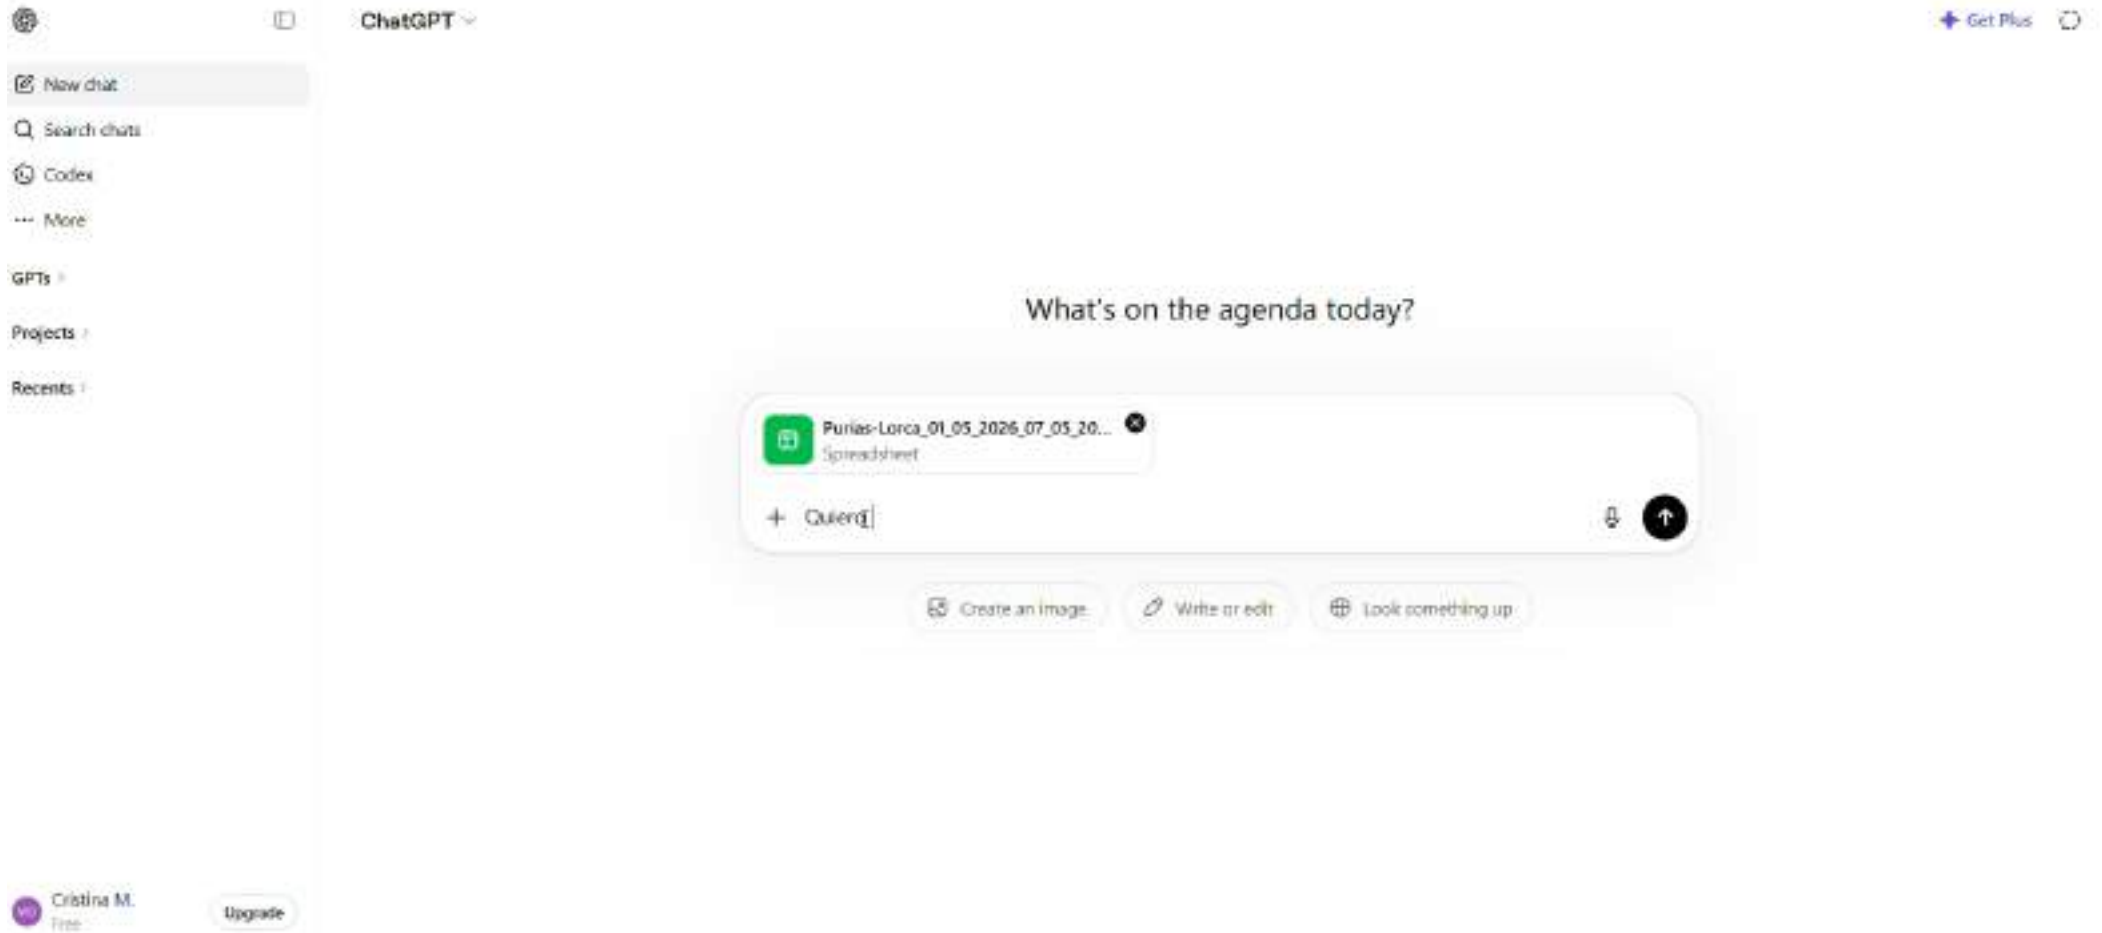 ChatGPT
Get Plus
New chat
Search chats
Codex
More
GPTs
Projects
Recents
What's on the agenda today?
Purias-Lorca_01_05_2026_07_05_20...
Spreadsheet
Quiero
Create an image
Write or edit
Look something up
Cristina M.
Free
Upgrade